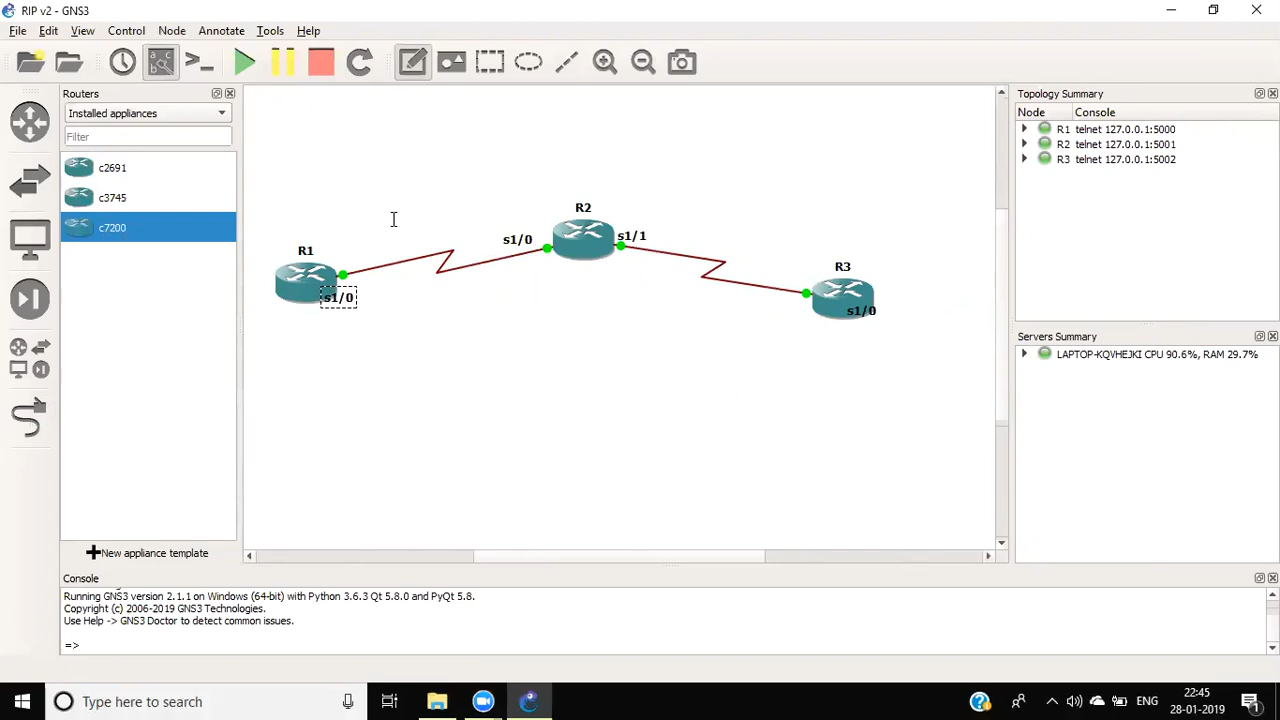 RIP v2 - GNS3
File Edit View Control Node Annotate Tools Help
Routers
Installed appliances
Filter
c2691
c3745
c7200
New appliance template
R1
s1/0
s1/0
R2
s1/1
R3
s1/0
Topology Summary
Node Console
R1 telnet 127.0.0.1:5000
R2 telnet 127.0.0.1:5001
R3 telnet 127.0.0.1:5002
Servers Summary
LAPTOP-KQVHEJKI CPU 90.6%, RAM 29.7%
Console
Running GNS3 version 2.1.1 on Windows (64-bit) with Python 3.6.3 Qt 5.8.0 and PyQt 5.8.
Copyright (c) 2006-2019 GNS3 Technologies.
Use Help -> GNS3 Doctor to detect common issues.
=>
Type here to search
ENG
22:45
28-01-2019